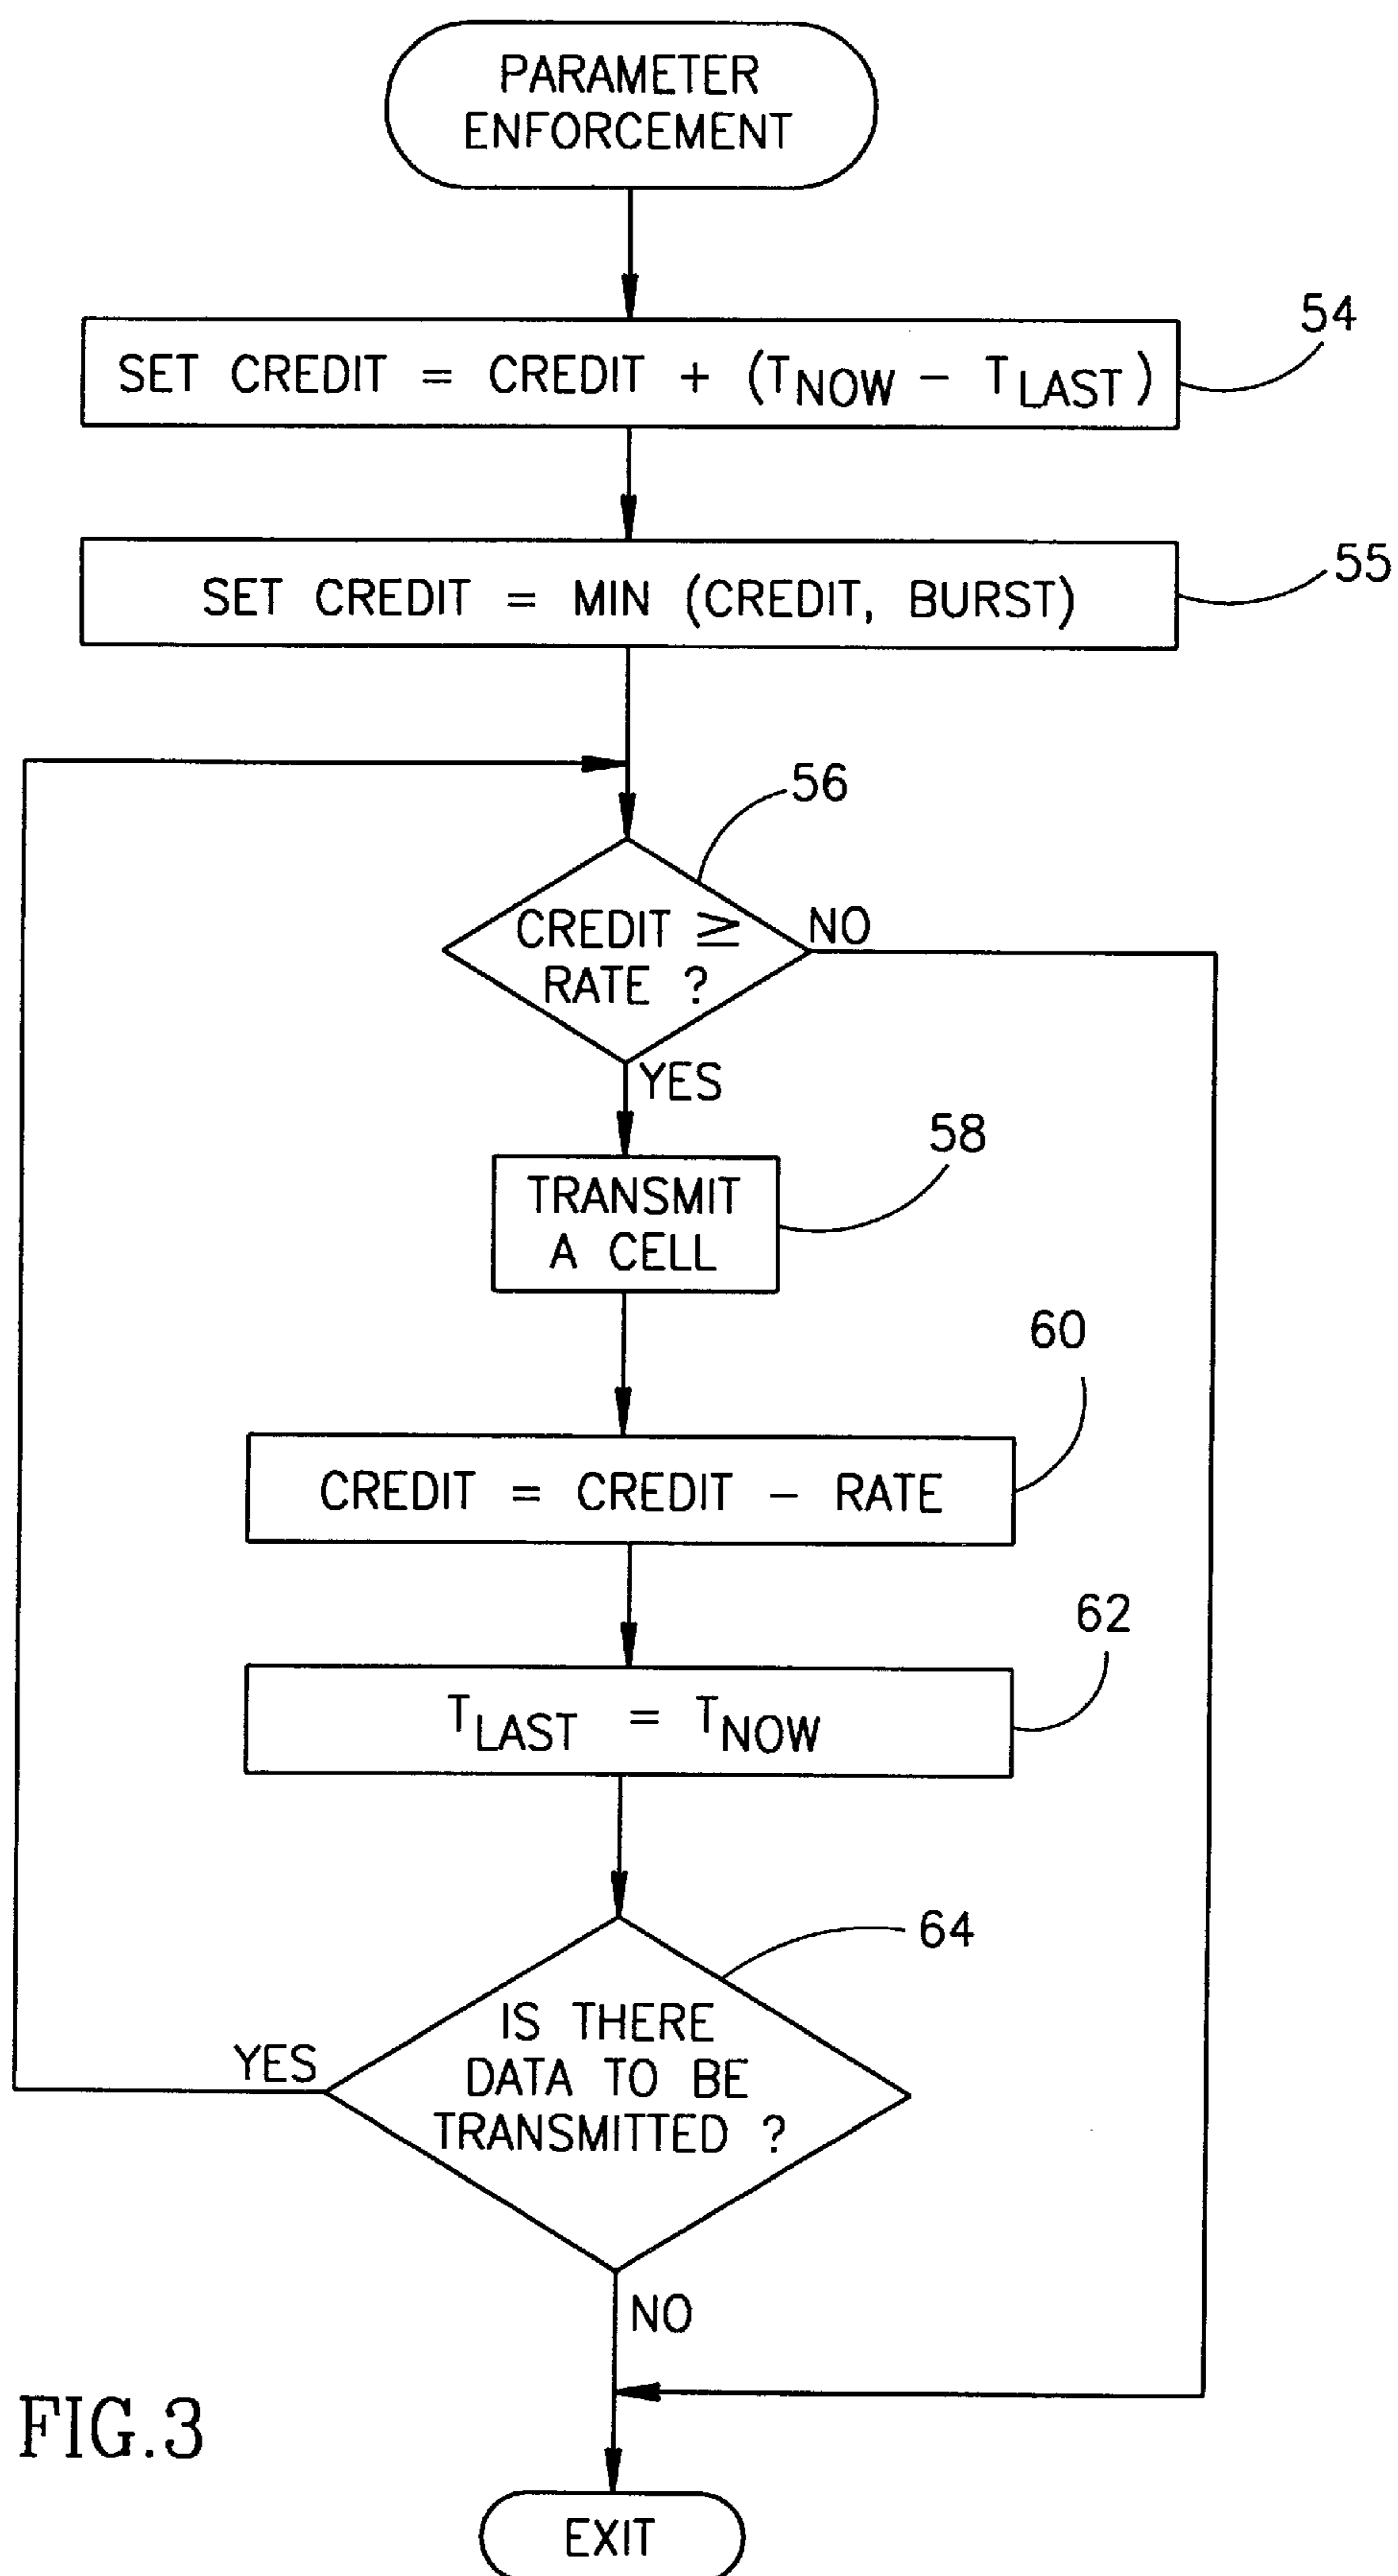 PARAMETER
ENFORCEMENT
54
SET CREDIT = CREDIT + (TNOW - TLAST)
55
SET CREDIT = MIN (CREDIT, BURST)
56
CREDIT ≥
RATE ?
NO
YES
58
TRANSMIT
A CELL
60
CREDIT = CREDIT - RATE
62
TLAST = TNOW
64
IS THERE
DATA TO BE
TRANSMITTED ?
YES
NO
FIG.3
EXIT